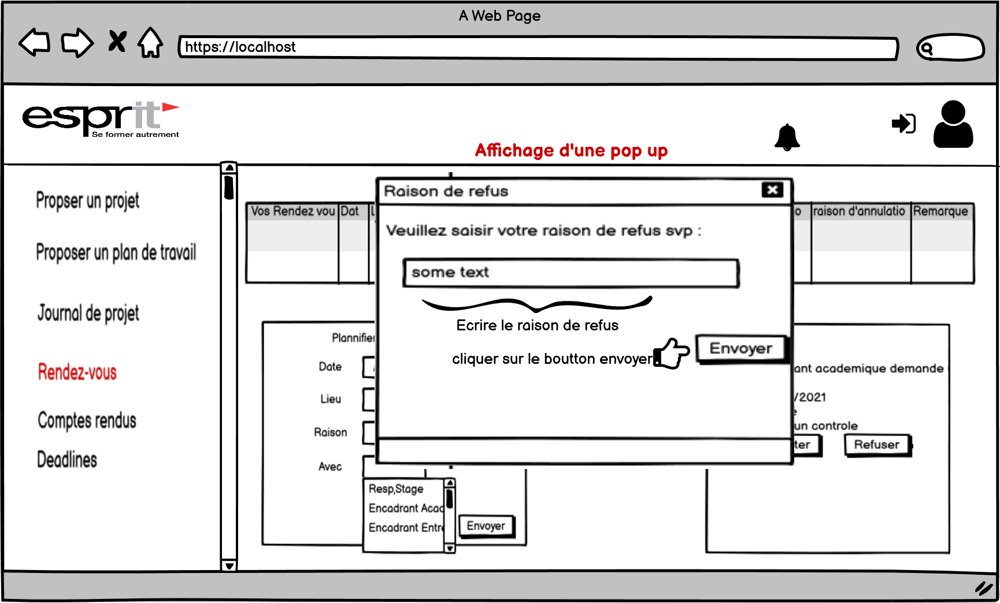 A Web Page
https://localhost
esprit
Se former autrement
Affichage d'une pop up
Propser un projet
Proposer un plan de travail
Journal de projet
Rendez-vous
Comptes rendus
Deadlines
Vos Rendez vou Dat
o raison d'annulatio Remarque
Raison de refus
Veuillez saisir votre raison de refus svp :
some text
Ecrire le raison de refus
cliquer sur le boutton envoyer
Envoyer
Plannifier
Date
Lieu
Raison
Avec
Resp,Stage
Encadrant Acad
Encadrant Entre
Envoyer
ant academique demande
/2021
un controle
ter
Refuser